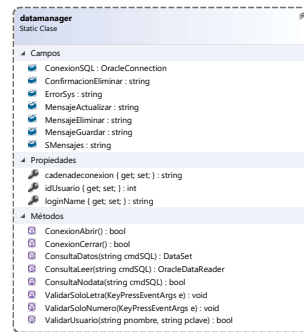 datamanager
Static Clase
Campos
ConexionSQL : OracleConnection
ConfirmacionEliminar : string
ErrorSys : string
MensajeActualizar : string
MensajeEliminar : string
MensajeGuardar : string
SMensajes : string
Propiedades
cadenadeconexion { get; set; } : string
idUsuario { get; set; } : int
loginName { get; set; } : string
Métodos
ConexionAbrir() : bool
ConexionCerrar() : bool
ConsultaDatos(string cmdSQL) : DataSet
ConsultaLeer(string cmdSQL) : OracleDataReader
ConsultaNodata(string cmdSQL) : bool
ValidarSoloLetra(KeyPressEventArgs e) : void
ValidarSoloNumero(KeyPressEventArgs e) : void
ValidarUsuario(string pnombre, string pclave) : bool